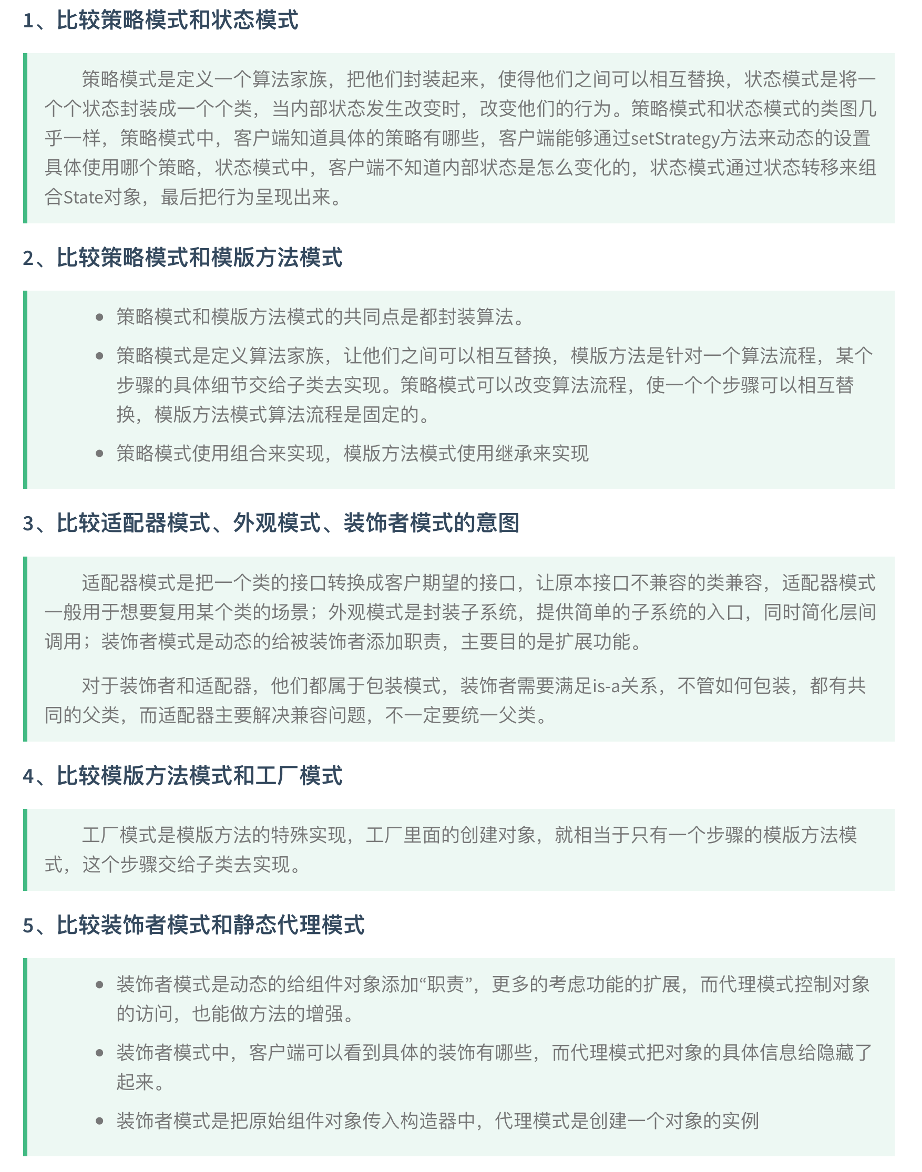 1、比较策略模式和状态模式
策略模式是定义一个算法家族，把他们封装起来，使得他们之间可以相互替换，状态模式是将一
个个状态封装成一个个类，当内部状态发生改变时，改变他们的行为。策略模式和状态模式的类图几
乎一样，策略模式中，客户端知道具体的策略有哪些，客户端能够通过setStrategy方法来动态的设置
具体使用哪个策略，状态模式中，客户端不知道内部状态是怎么变化的，状态模式通过状态转移来组
合State对象，最后把行为呈现出来。
2、比较策略模式和模版方法模式
• 策略模式和模版方法模式的共同点是都封装算法。
• 策略模式是定义算法家族，让他们之间可以相互替换，模版方法是针对一个算法流程，某个
步骤的具体细节交给子类去实现。策略模式可以改变算法流程，使一个个步骤可以相互替
换，模版方法模式算法流程是固定的。
• 策略模式使用组合来实现，模版方法模式使用继承来实现
3、比较适配器模式、外观模式、装饰者模式的意图
适配器模式是把一个类的接口转换成客户期望的接口，让原本接口不兼容的类兼容，适配器模式
一般用于想要复用某个类的场景；外观模式是封装子系统，提供简单的子系统的入口，同时简化层间
调用；装饰者模式是动态的给被装饰者添加职责，主要目的是扩展功能。
对于装饰者和适配器，他们都属于包装模式，装饰者需要满足is-a关系，不管如何包装，都有共
同的父类，而适配器主要解决兼容问题，不一定要统一父类。
4、比较模版方法模式和工厂模式
工厂模式是模版方法的特殊实现，工厂里面的创建对象，就相当于只有一个步骤的模版方法模
式，这个步骤交给子类去实现。
5、比较装饰者模式和静态代理模式
• 装饰者模式是动态的给组件对象添加“职责”，更多的考虑功能的扩展，而代理模式控制对象
的访问，也能做方法的增强。
• 装饰者模式中，客户端可以看到具体的装饰有哪些，而代理模式把对象的具体信息给隐藏了
起来。
• 装饰者模式是把原始组件对象传入构造器中，代理模式是创建一个对象的实例